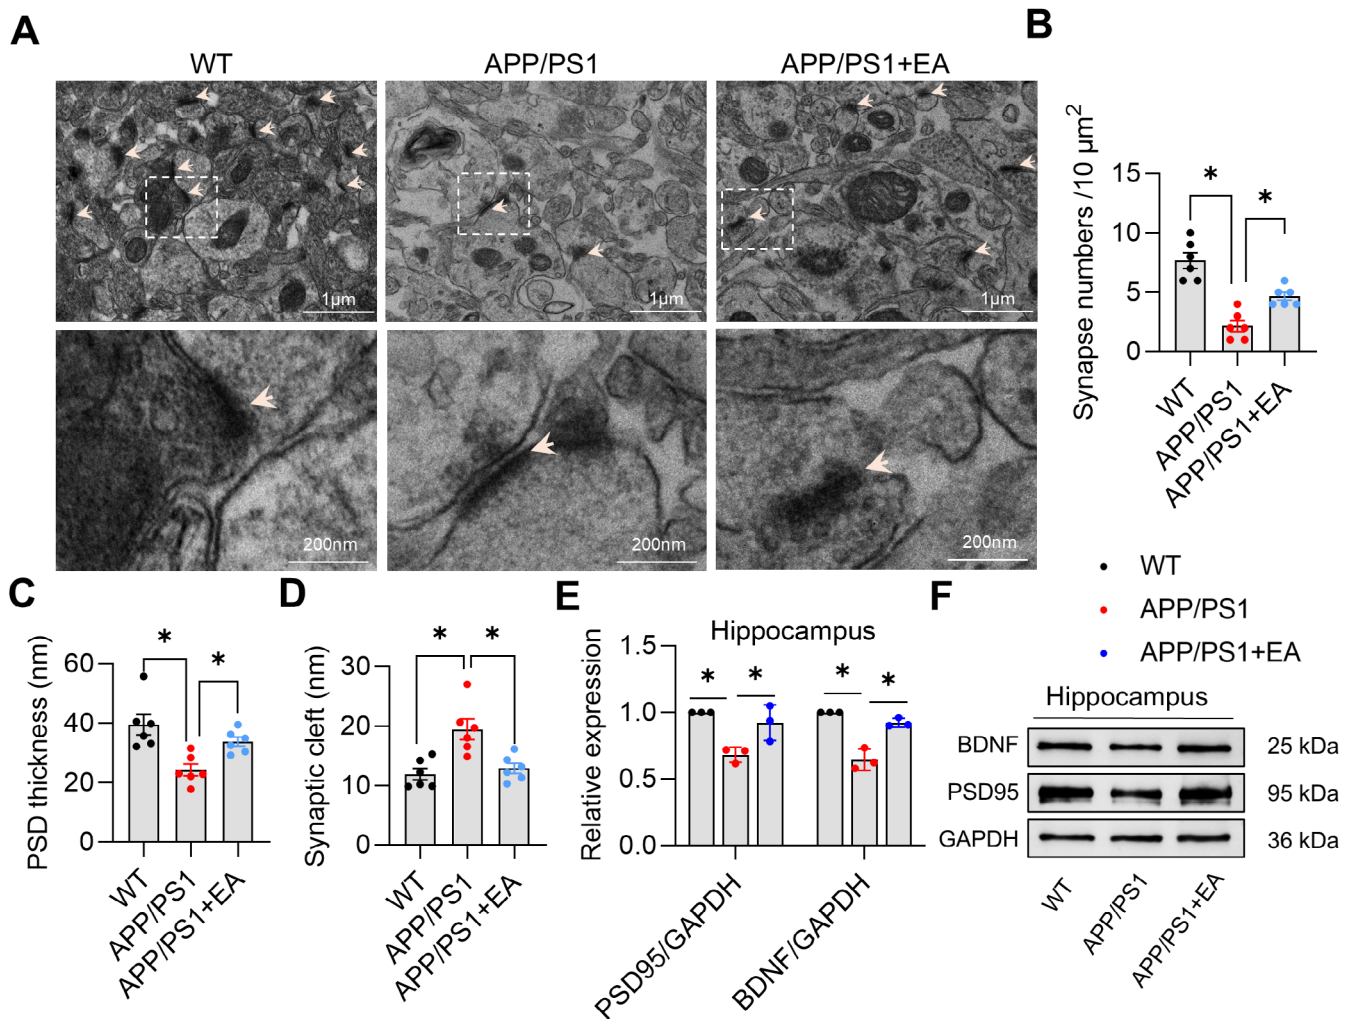 A
WT
APP/PS1
APP/PS1+EA
1μm
1μm
1μm
200nm
200nm
200nm
B
Synapse numbers /10 μm²
15
10
5
0
*
*
WT
APP/PS1
APP/PS1+EA
WT
APP/PS1
APP/PS1+EA
C
PSD thickness (nm)
60
40
20
0
*
*
WT
APP/PS1
APP/PS1+EA
D
Synaptic cleft (nm)
30
20
10
0
*
*
WT
APP/PS1
APP/PS1+EA
E
Hippocampus
Relative expression
1.5
1.0
0.5
0.0
*
*
*
*
PSD95/GAPDH
BDNF/GAPDH
F
Hippocampus
BDNF
25 kDa
PSD95
95 kDa
GAPDH
36 kDa
WT
APP/PS1
APP/PS1+EA